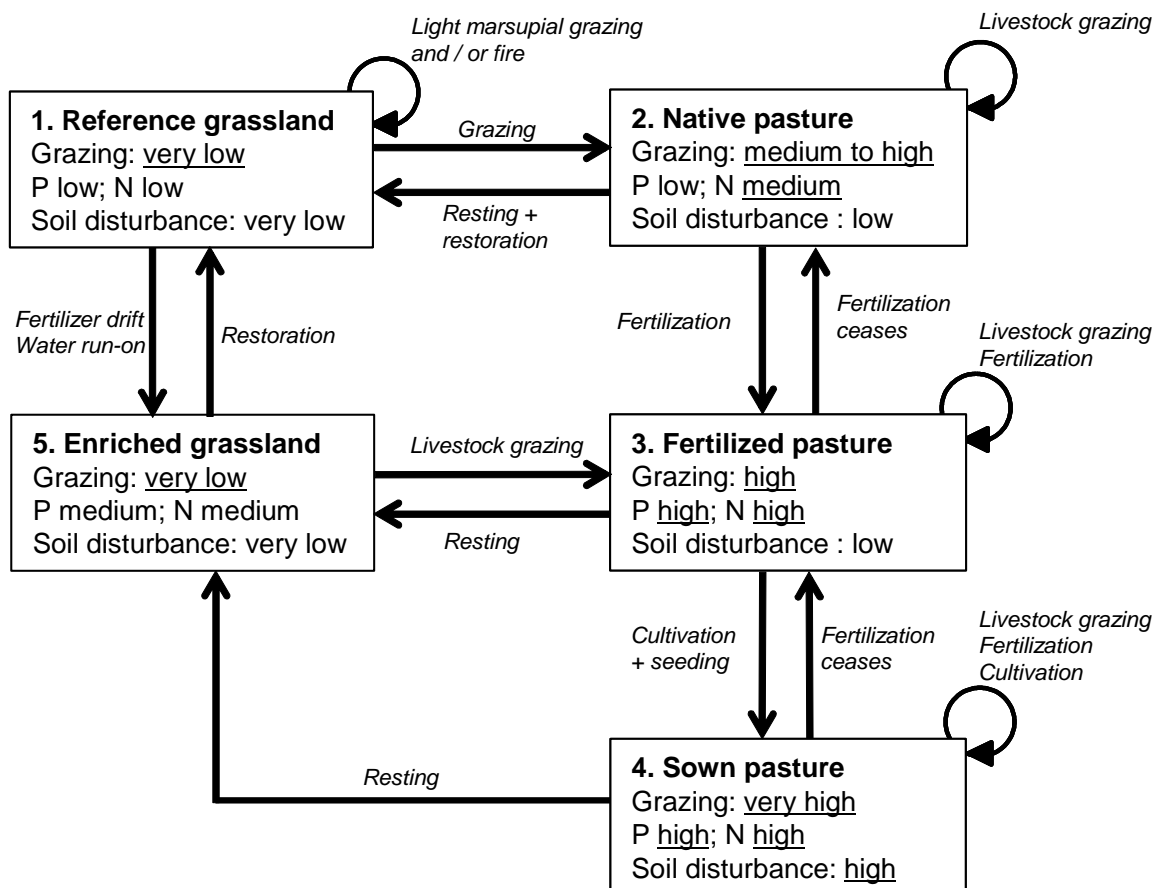 Light marsupial grazing
and / or fire
Livestock grazing
1. Reference grassland
Grazing: very low
P low; N low
Soil disturbance: very low
Grazing
Resting +
restoration
2. Native pasture
Grazing: medium to high
P low; N medium
Soil disturbance : low
Fertilizer drift
Water run-on
Restoration
Fertilization
Fertilization
ceases
Livestock grazing
Fertilization
5. Enriched grassland
Grazing: very low
P medium; N medium
Soil disturbance: very low
Livestock grazing
Resting
3. Fertilized pasture
Grazing: high
P high; N high
Soil disturbance : low
Cultivation
+ seeding
Fertilization
ceases
Livestock grazing
Fertilization
Cultivation
Resting
4. Sown pasture
Grazing: very high
P high; N high
Soil disturbance: high